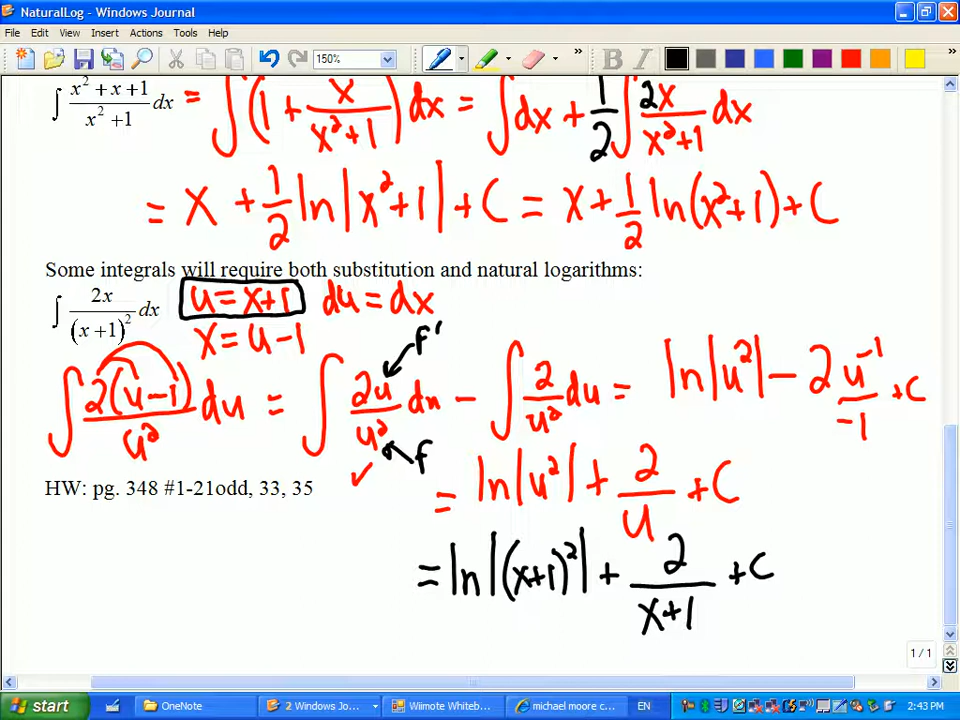 NaturalLog - Windows Journal
File Edit View Insert Actions Tools Help
150%
∫ (x² + x + 1)/(x² + 1) dx = ∫(1 + x/(x²+1)) dx = ∫dx + 1/2 ∫ 2x/(x²+1) dx
= x + 1/2 ln|x²+1| + C = x + 1/2 ln(x²+1) + C
Some integrals will require both substitution and natural logarithms:
∫ 2x/(x+1)² dx u = x+1 du = dx
x = u-1 f'
∫ 2(u-1)/u² du = ∫ 2u/u² du - ∫ 2/u² du = ln|u²| - 2u⁻¹/-1 + C
f
HW: pg. 348 #1-21odd, 33, 35
= ln|u²| + 2/u + C
= ln|(x+1)²| + 2/(x+1) + C
1 / 1
start OneNote 2 Windows Jo... Wiimote Whiteb... michael moore c... EN 2:43 PM